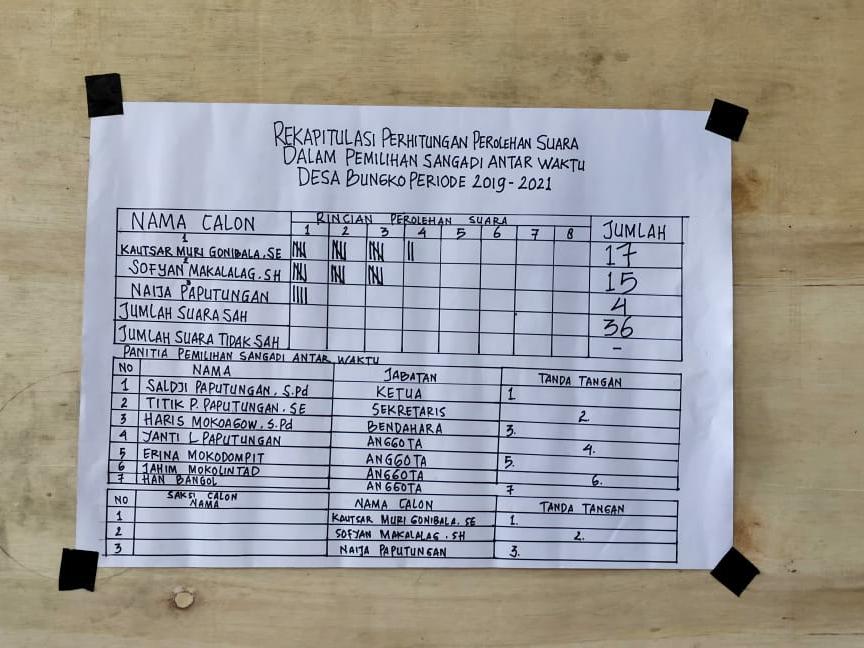 REKAPITULASI PERHITUNGAN PEROLEHAN SUARA
DALAM PEMILIHAN SANGADI ANTAR WAKTU
DESA BUNGKO PERIODE 2019 - 2021
NAMA CALON RINCIAN PEROLEHAN SUARA JUMLAH
1 2 3 4 5 6 7 8
1 KAUTSAR MURI GONIBALA, SE 17
2 SOFYAN MAKALALAG. SH 15
3 NAIJA PAPUTUNGAN 4
JUMLAH SUARA SAH 36
JUMLAH SUARA TIDAK SAH -
PANITIA PEMILIHAN SANGADI ANTAR WAKTU
NO NAMA JABATAN TANDA TANGAN
1 SALDJI PAPUTUNGAN. S.Pd KETUA 1
2 TITIK P. PAPUTUNGAN. SE SEKRETARIS 2.
3 HARIS MOKOAGOW. S.Pd BENDAHARA 3.
4 YANTI L PAPUTUNGAN ANGGOTA 4.
5 ERINA MOKODOMPIT ANGGOTA 5.
6 JAHIM MOKOLINTAD ANGGOTA 6.
7 HAN BANGOL ANGGOTA 7
NO SAKSI CALON NAMA CALON TANDA TANGAN
NAMA
1 KAUTSAR MURI GONIBALA. SE 1.
2 SOFYAN MAKALALAG. SH 2.
3 NAIJA PAPUTUNGAN 3.